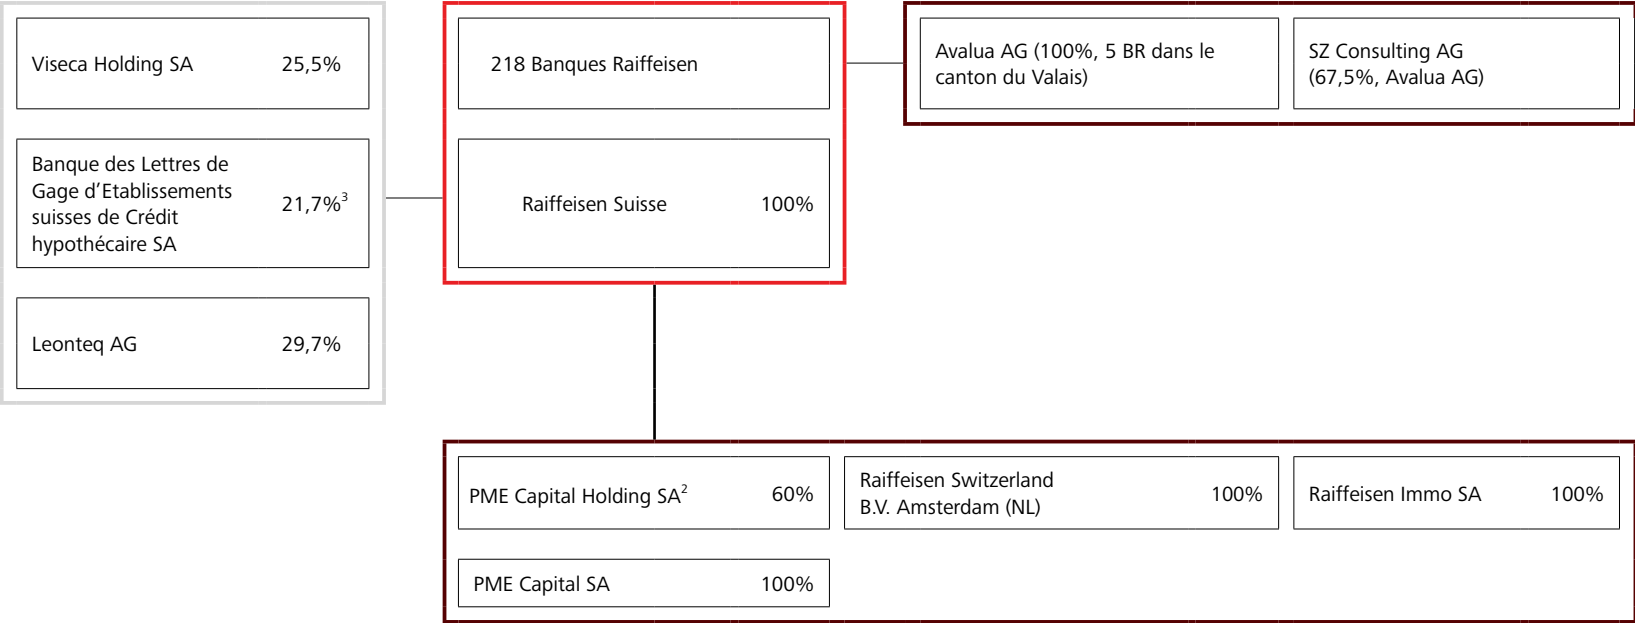 Viseca Holding SA 25,5%
Banque des Lettres de
Gage d’Etablissements
suisses de Crédit
hypothécaire SA
21,7%³
Leonteq AG 29,7%
218 Banques Raiffeisen
Raiffeisen Suisse 100%
Avalua AG (100%, 5 BR dans le
canton du Valais)
SZ Consulting AG
(67,5%, Avalua AG)
PME Capital Holding SA² 60%
Raiffeisen Switzerland
B.V. Amsterdam (NL)
100%
Raiffeisen Immo SA 100%
PME Capital SA 100%